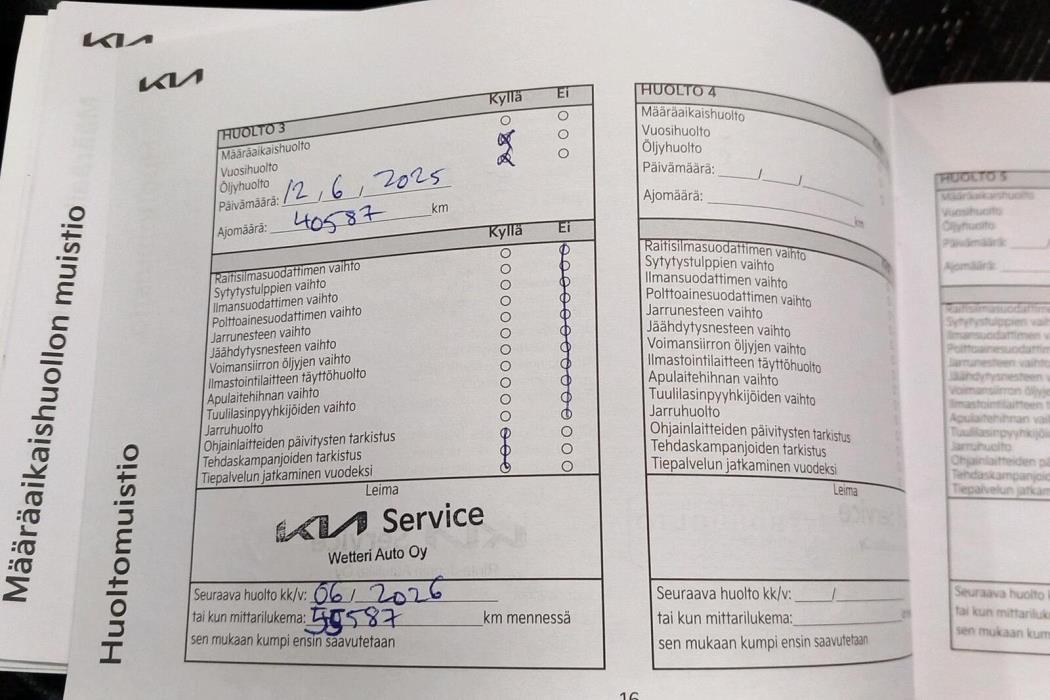 KIA
Määräaikaishuollon muistio
KIA
Huoltomuistio
HUOLTO 3 Kyllä Ei
Määräaikaishuolto
Vuosihuolto
Öljyhuolto
Päivämäärä: 12, 6, 2025
Ajomäärä: 40587 km
Kyllä Ei
Raitisilmasuodattimen vaihto
Sytytystulppien vaihto
Ilmansuodattimen vaihto
Polttoainesuodattimen vaihto
Jarrunesteen vaihto
Jäähdytysnesteen vaihto
Voimansiirron öljyjen vaihto
Ilmastointilaitteen täyttöhuolto
Apulaitehihnan vaihto
Tuulilasinpyyhkijöiden vaihto
Jarruhuolto
Ohjainlaitteiden päivitysten tarkistus
Tehdaskampanjoiden tarkistus
Tiepalvelun jatkaminen vuodeksi
Leima
KIA Service
Wetteri Auto Oy
Seuraava huolto kk/v: 06 / 2026
tai kun mittarilukema: 55587 km mennessä
sen mukaan kumpi ensin saavutetaan
16
HUOLTO 4
Määräaikaishuolto
Vuosihuolto
Öljyhuolto
Päivämäärä: / /
Ajomäärä: km
Raitisilmasuodattimen vaihto
Sytytystulppien vaihto
Ilmansuodattimen vaihto
Polttoainesuodattimen vaihto
Jarrunesteen vaihto
Jäähdytysnesteen vaihto
Voimansiirron öljyjen vaihto
Ilmastointilaitteen täyttöhuolto
Apulaitehihnan vaihto
Tuulilasinpyyhkijöiden vaihto
Jarruhuolto
Ohjainlaitteiden päivitysten tarkistus
Tehdaskampanjoiden tarkistus
Tiepalvelun jatkaminen vuodeksi
Leima
Seuraava huolto kk/v: /
tai kun mittarilukema:
sen mukaan kumpi ensin saavutetaan
HUOLTO 5
Määräaikaishuolto
Vuosihuolto
Öljyhuolto
Päivämäärä: /
Ajomäärä:
Jarruhuolto
Seuraava huolto
tai kun
sen mukaan